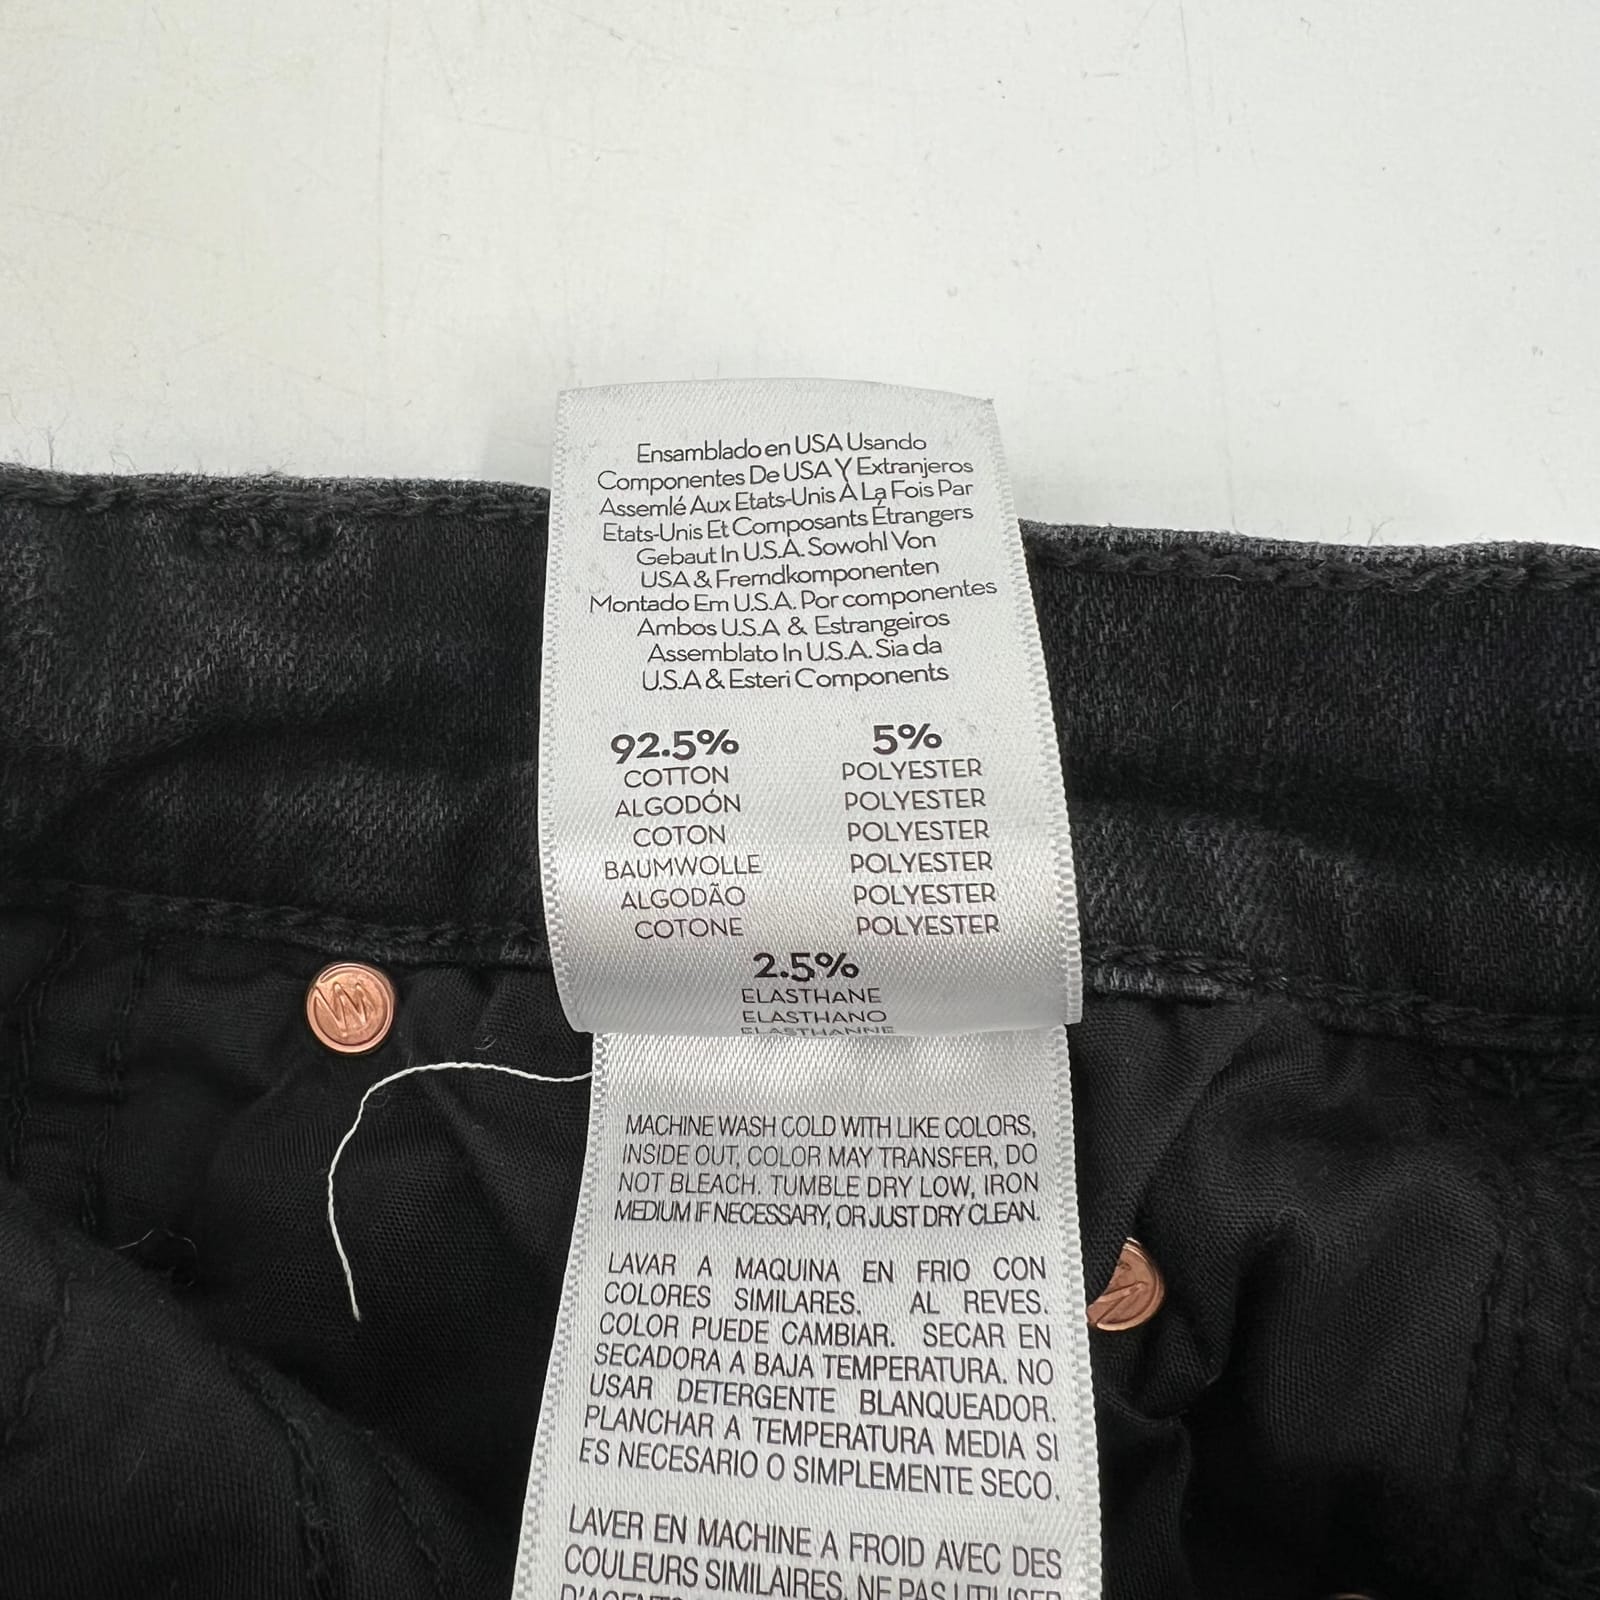 Ensamblado en USA Usando
Componentes De USA Y Extranjeros
Assemlé Aux Etats-Unis À La Fois Par
Etats-Unis Et Composants Étrangers
Gebaut In U.S.A. Sowohl Von
USA & Fremdkomponenten
Montado Em U.S.A. Por componentes
Ambos U.S.A & Estrangeiros
Assemblato In U.S.A. Sia da
U.S.A & Esteri Components
92.5% 5%
COTTON POLYESTER
ALGODÓN POLYESTER
COTON POLYESTER
BAUMWOLLE POLYESTER
ALGODÃO POLYESTER
COTONE POLYESTER
2.5%
ELASTHANE
ELASTHANO
ELASTHANNE
MACHINE WASH COLD WITH LIKE COLORS,
INSIDE OUT, COLOR MAY TRANSFER, DO
NOT BLEACH. TUMBLE DRY LOW, IRON
MEDIUM IF NECESSARY, OR JUST DRY CLEAN.
LAVAR A MAQUINA EN FRIO CON
COLORES SIMILARES. AL REVES.
COLOR PUEDE CAMBIAR. SECAR EN
SECADORA A BAJA TEMPERATURA. NO
USAR DETERGENTE BLANQUEADOR.
PLANCHAR A TEMPERATURA MEDIA SI
ES NECESARIO O SIMPLEMENTE SECO.
LAVER EN MACHINE A FROID AVEC DES
COULEURS SIMILAIRES. NE PAS UTILISER